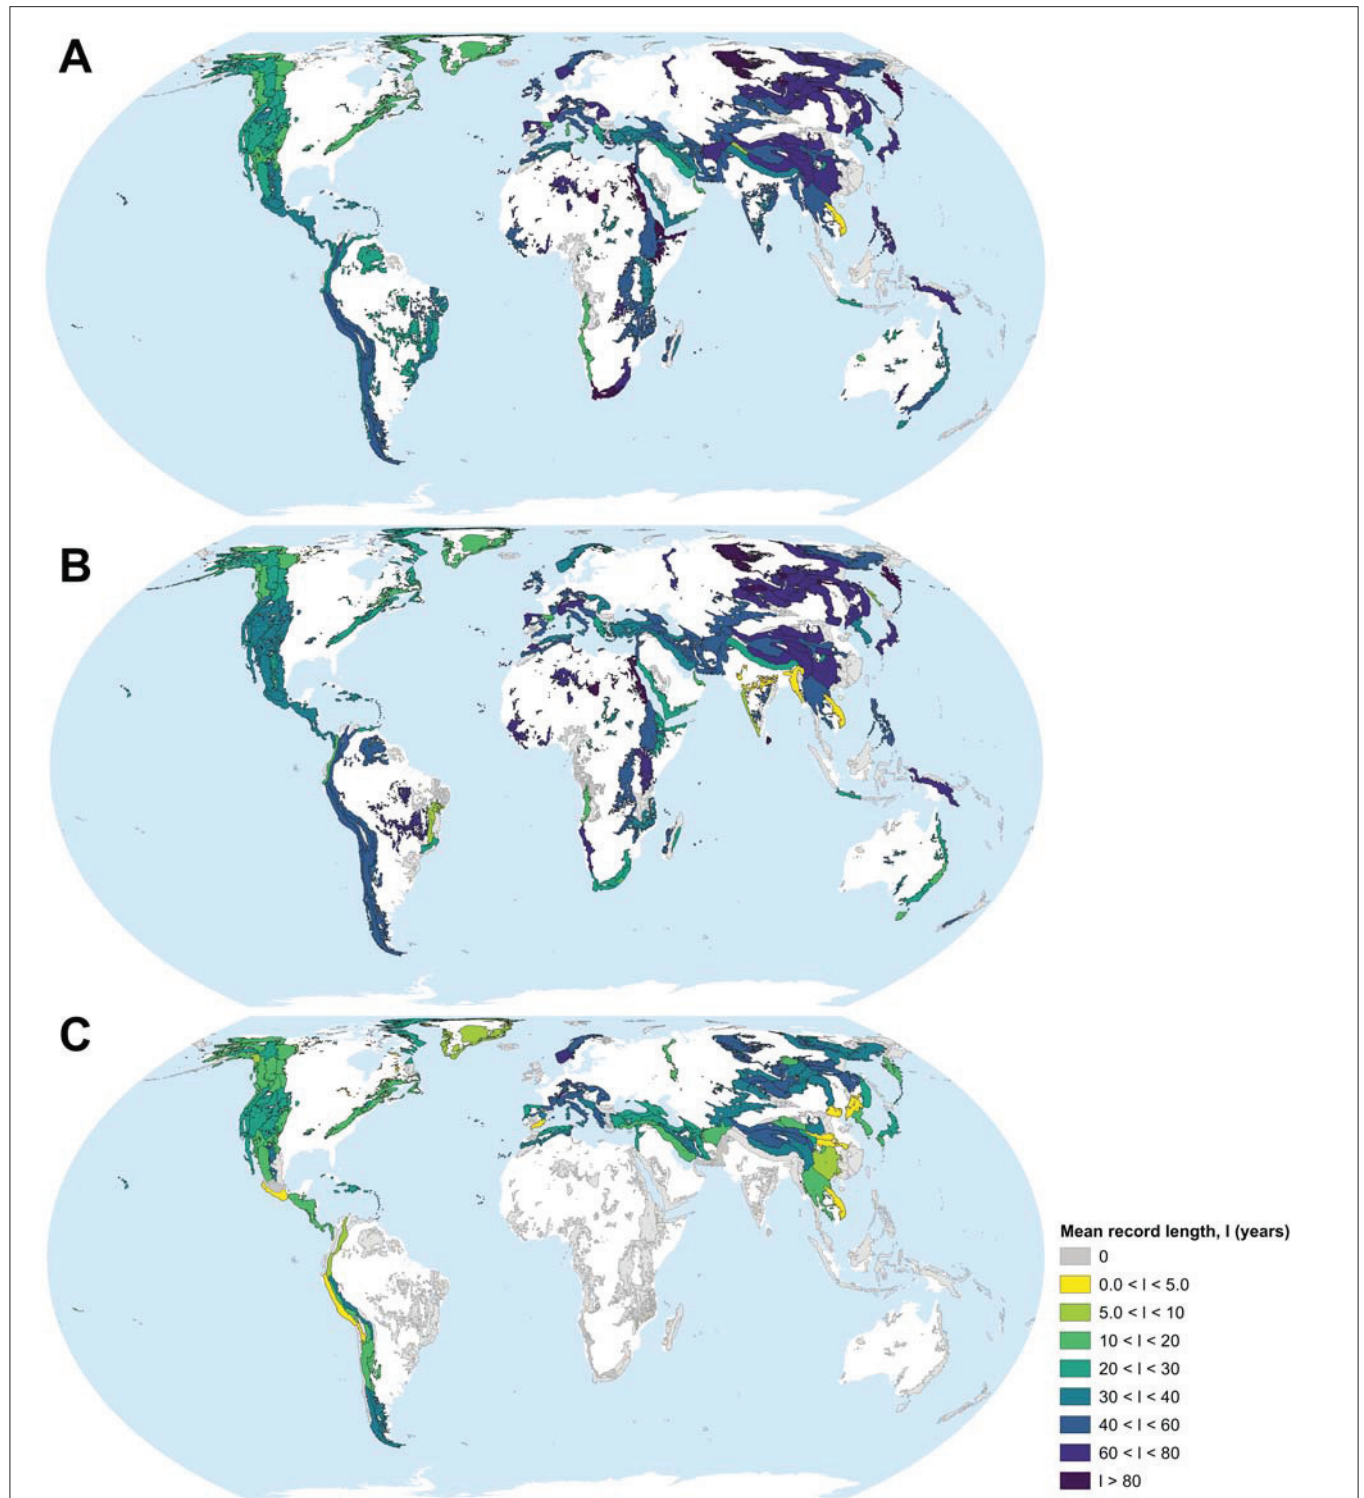 A
B
C
Mean record length, l (years)
0
0.0 < l < 5.0
5.0 < l < 10
10 < l < 20
20 < l < 30
30 < l < 40
40 < l < 60
60 < l < 80
l > 80